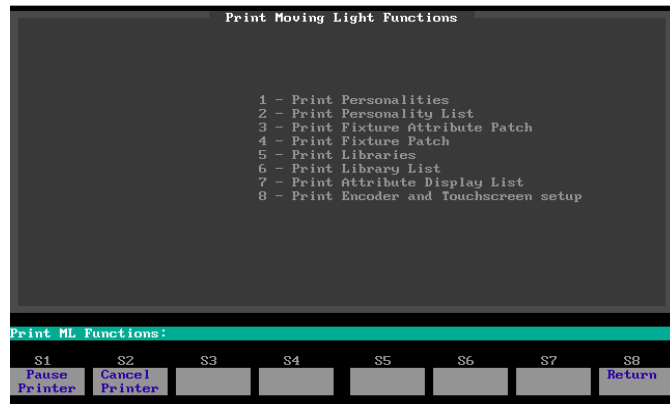 Print Moving Light Functions
1 - Print Personalities
2 - Print Personality List
3 - Print Fixture Attribute Patch
4 - Print Fixture Patch
5 - Print Libraries
6 - Print Library List
7 - Print Attribute Display List
8 - Print Encoder and Touchscreen setup
Print ML Functions:
S1 S2 S3 S4 S5 S6 S7 S8
Pause Cancel Return
Printer Printer